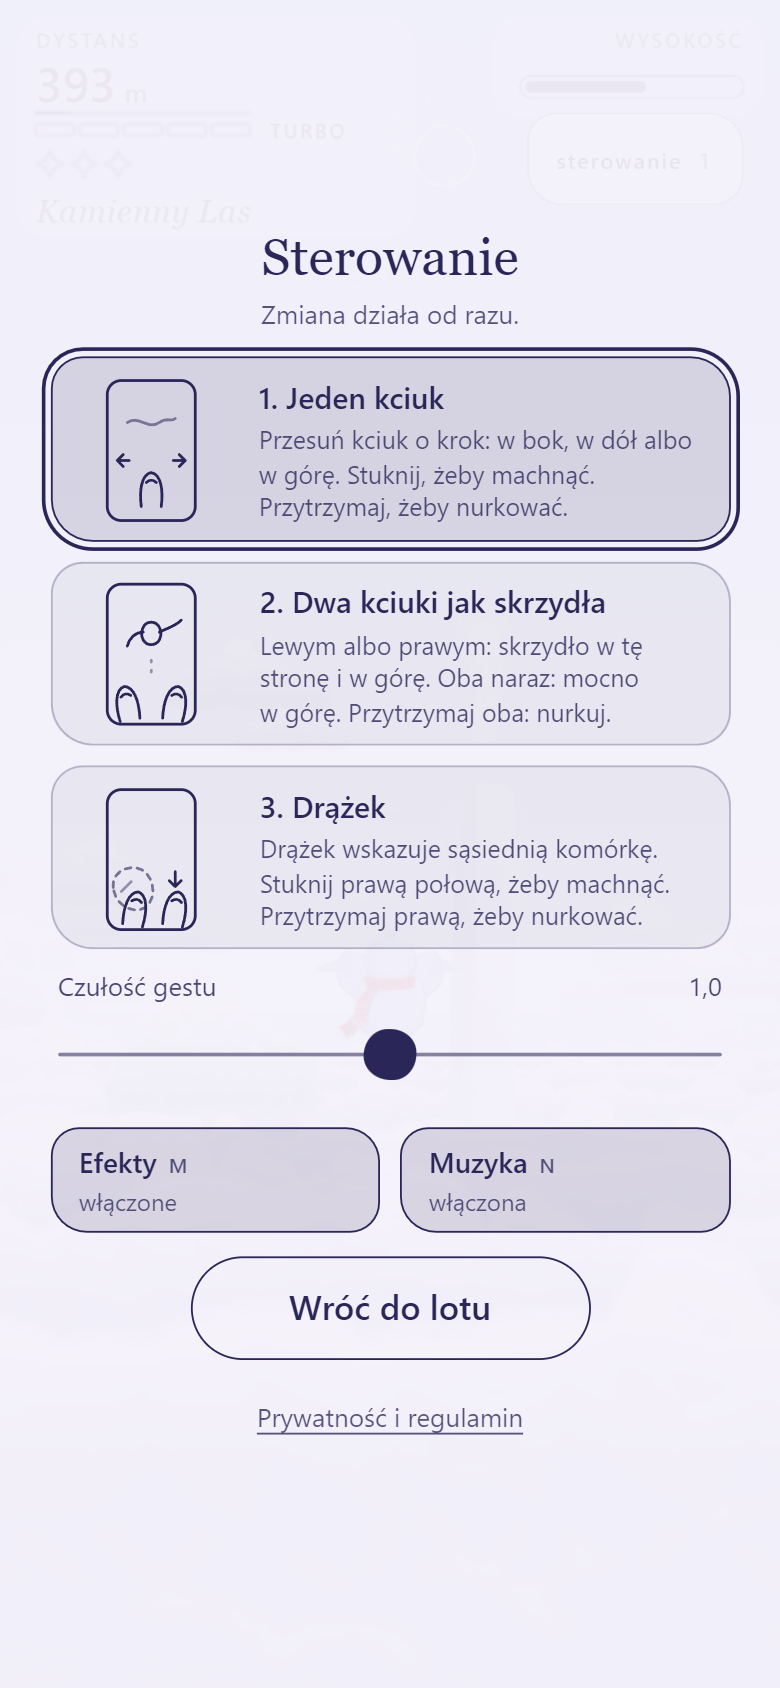 DYSTANS
WYSOKOŚĆ
393 m
TURBO
sterowanie 1
Kamienny Las
Sterowanie
Zmiana działa od razu.
1. Jeden kciuk
Przesuń kciuk o krok: w bok, w dół albo
w górę. Stuknij, żeby machnąć.
Przytrzymaj, żeby nurkować.
2. Dwa kciuki jak skrzydła
Lewym albo prawym: skrzydło w tę
stronę i w górę. Oba naraz: mocno
w górę. Przytrzymaj oba: nurkuj.
3. Drążek
Drążek wskazuje sąsiednią komórkę.
Stuknij prawą połową, żeby machnąć.
Przytrzymaj prawą, żeby nurkować.
Czułość gestu
1,0
Efekty M
włączone
Muzyka N
włączona
Wróć do lotu
Prywatność i regulamin